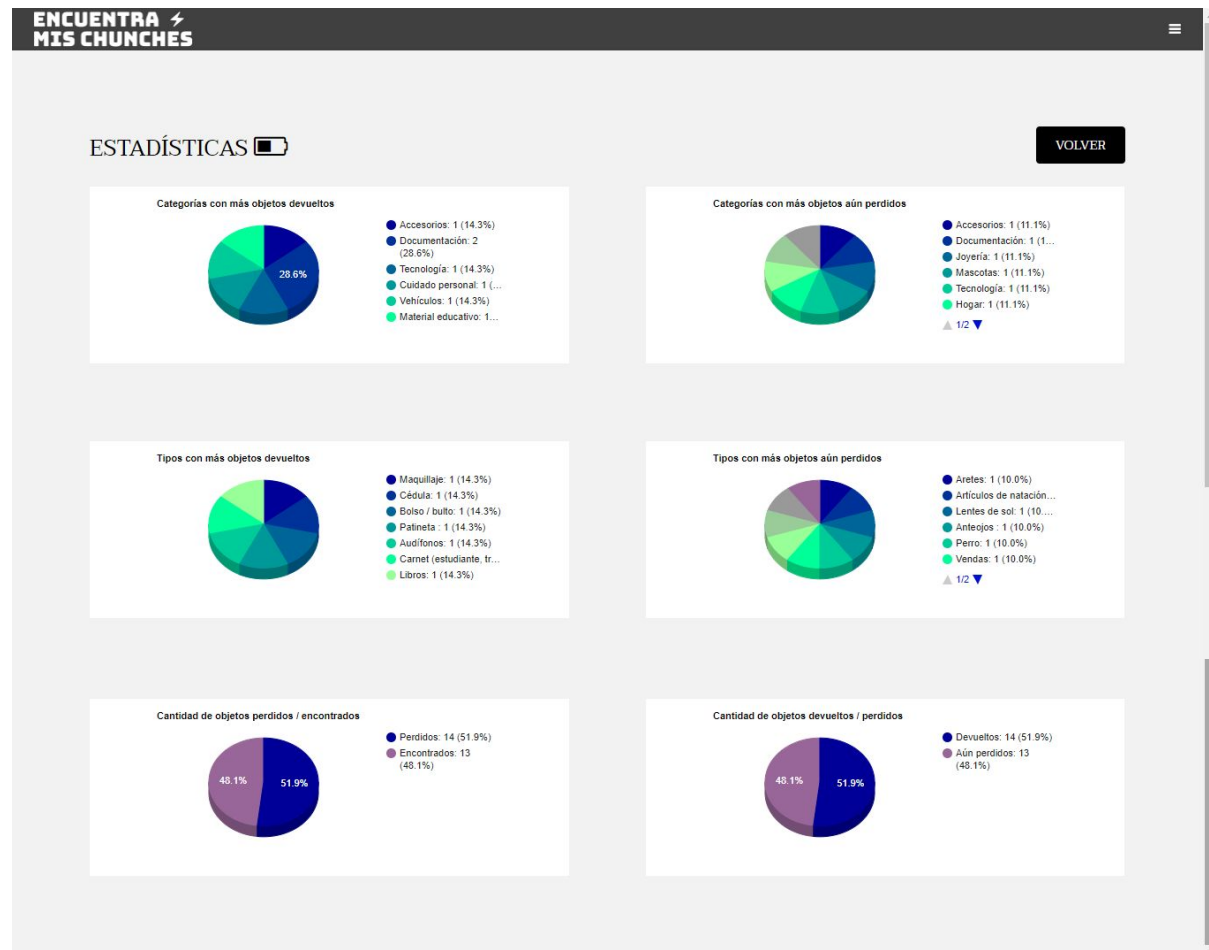 ENCUENTRA
MIS CHUNCHES
ESTADÍSTICAS
VOLVER
Categorías con más objetos devueltos
28.6%
Accesorios: 1 (14.3%)
Documentación: 2
(28.6%)
Tecnología: 1 (14.3%)
Cuidado personal: 1 (...
Vehículos: 1 (14.3%)
Material educativo: 1...
Categorías con más objetos aún perdidos
Accesorios: 1 (11.1%)
Documentación: 1 (1...
Joyería: 1 (11.1%)
Mascotas: 1 (11.1%)
Tecnología: 1 (11.1%)
Hogar: 1 (11.1%)
1/2
Tipos con más objetos devueltos
Maquillaje: 1 (14.3%)
Cédula: 1 (14.3%)
Bolso / bulto: 1 (14.3%)
Patineta : 1 (14.3%)
Audífonos: 1 (14.3%)
Carnet (estudiante, tr...
Libros: 1 (14.3%)
Tipos con más objetos aún perdidos
Aretes: 1 (10.0%)
Artículos de natación...
Lentes de sol: 1 (10....
Anteojos : 1 (10.0%)
Perro: 1 (10.0%)
Vendas: 1 (10.0%)
1/2
Cantidad de objetos perdidos / encontrados
48.1% 51.9%
Perdidos: 14 (51.9%)
Encontrados: 13
(48.1%)
Cantidad de objetos devueltos / perdidos
48.1% 51.9%
Devueltos: 14 (51.9%)
Aún perdidos: 13
(48.1%)